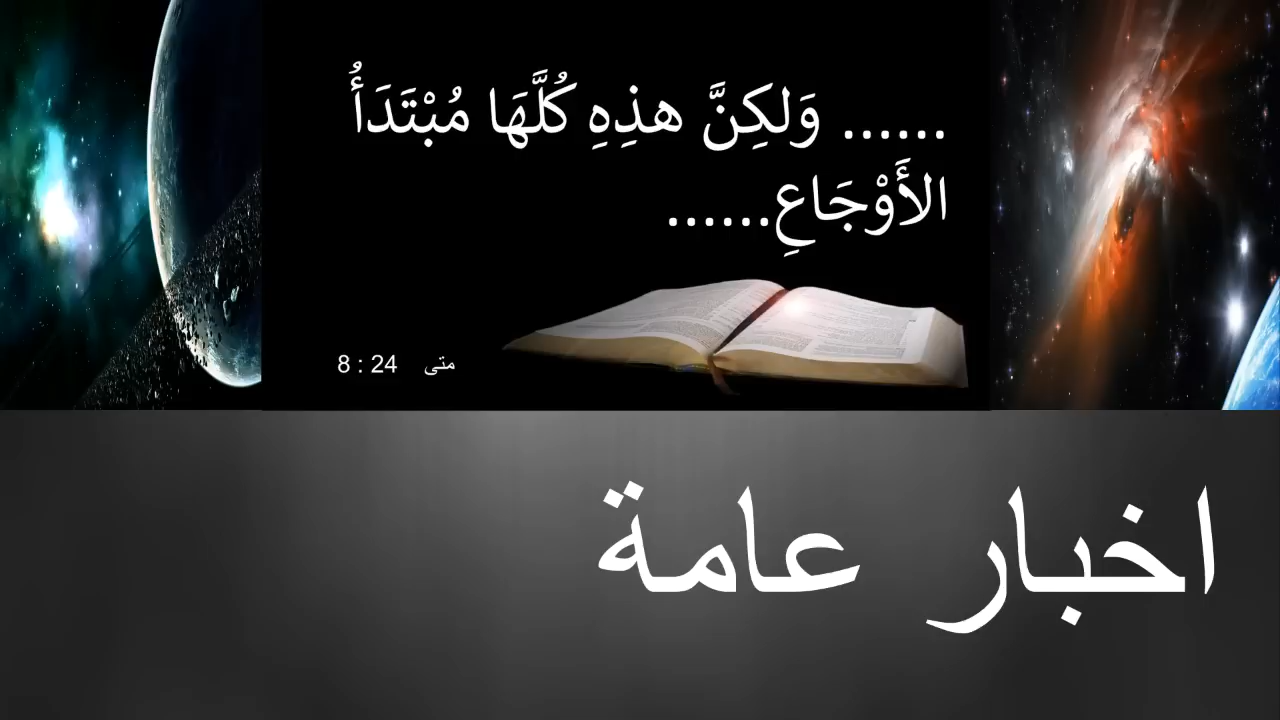 ...... وَلكِنَّ هذِهِ كُلَّهَا مُبْتَدَأُ
الأَوْجَاعِ......
متى 24 : 8
اخبار عامة